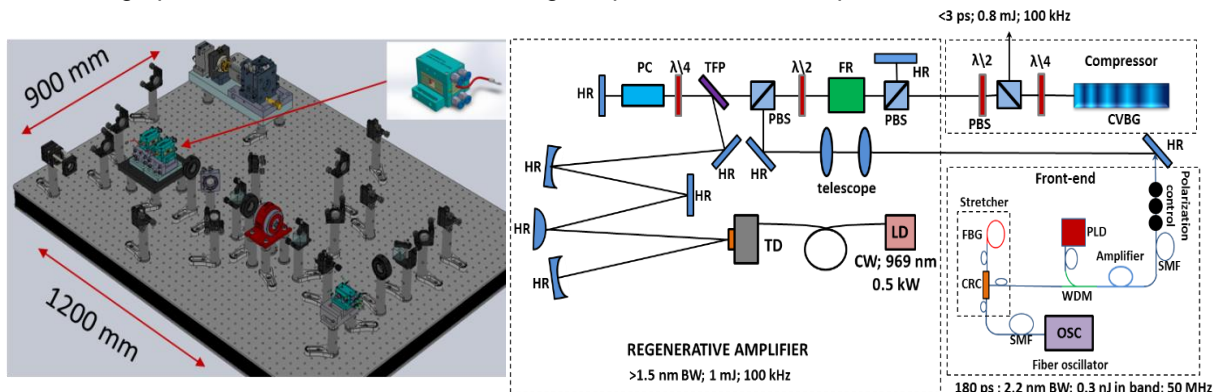 900 mm
1200 mm
<3 ps; 0.8 mJ; 100 kHz
HR
PC
λ\4
TFP
PBS
λ\2
FR
HR
PBS
λ\2
PBS
λ\4
Compressor
CVBG
HR
HR
HR
telescope
HR
HR
HR
HR
TD
LD
CW; 969 nm
0.5 kW
REGENERATIVE AMPLIFIER
>1.5 nm BW; 1 mJ; 100 kHz
Front-end
Stretcher
FBG
CRC
PLD
WDM
Amplifier
Polarization
control
SMF
SMF
OSC
Fiber oscillator
180 ps ; 2.2 nm BW; 0.3 nJ in band; 50 MHz